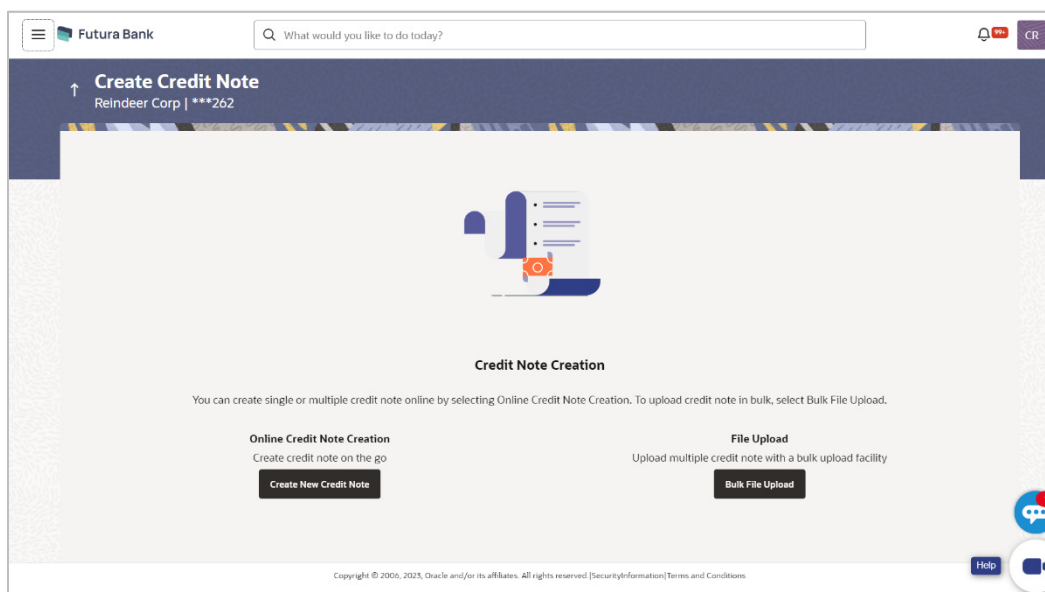 Futura Bank
What would you like to do today?
99+
CR
Create Credit Note
Reindeer Corp | ***262
Credit Note Creation
You can create single or multiple credit note online by selecting Online Credit Note Creation. To upload credit note in bulk, select Bulk File Upload.
Online Credit Note Creation
Create credit note on the go
Create New Credit Note
File Upload
Upload multiple credit note with a bulk upload facility
Bulk File Upload
Help
Copyright © 2006, 2023, Oracle and/or its affiliates. All rights reserved.|SecurityInformation|Terms and Conditions